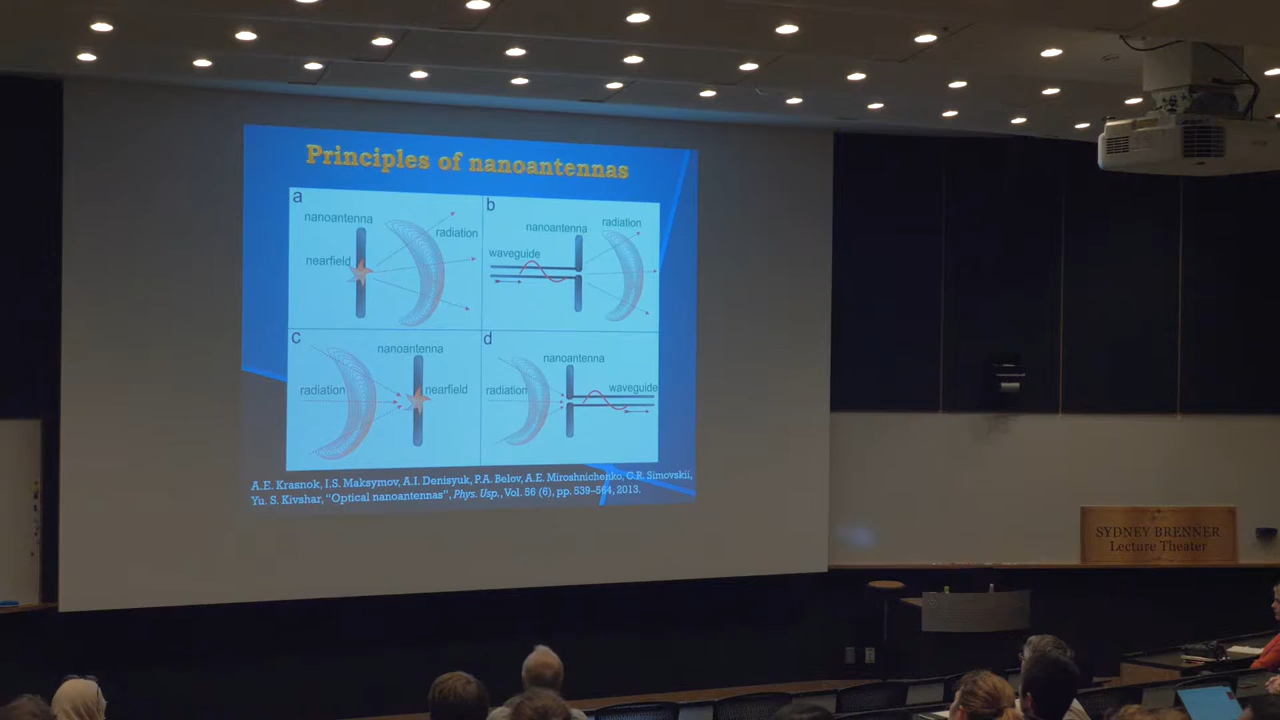 Principles of nanoantennas
a
nanoantenna
radiation
nearfield
b
nanoantenna
radiation
waveguide
c
nanoantenna
radiation
nearfield
d
nanoantenna
radiation
waveguide
A.E. Krasnok, I.S. Maksymov, A.I. Denisyuk, P.A. Belov, A.E. Miroshnichenko, C.R. Simovskii,
Yu. S. Kivshar, “Optical nanoantennas”, Phys. Usp., Vol. 56 (6), pp. 539–564, 2013.
SYDNEY BRENNER
Lecture Theater